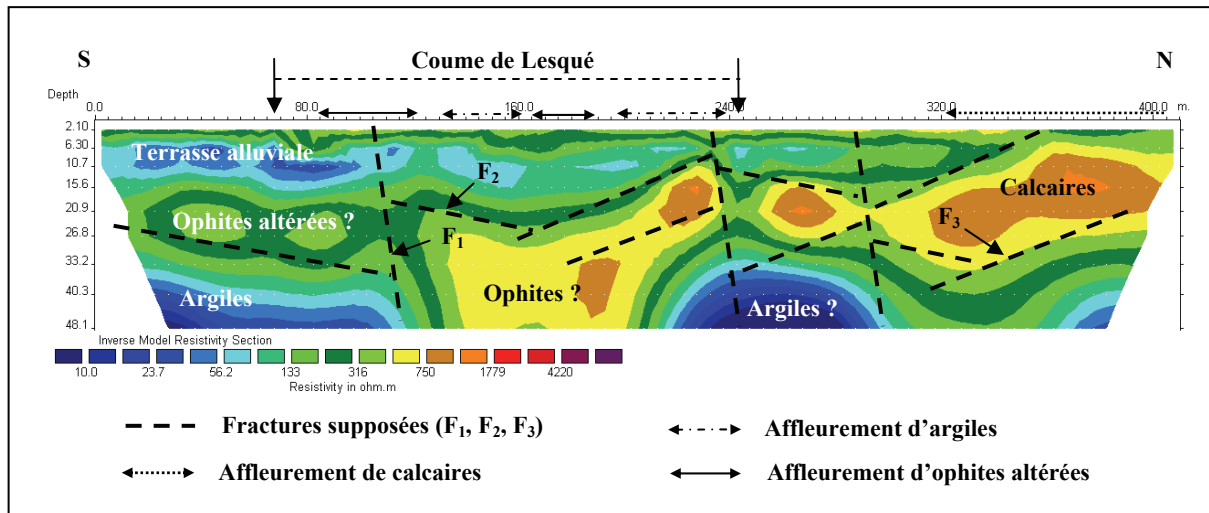 S
Coume de Lesqué
N
Depth
0.0 80.0 160.0 240.0 320.0 400.0 m.
2.10
6.30
10.7
15.6
20.9
26.8
33.2
40.3
48.1
Terrasse alluviale
F2
Calcaires
Ophites altérées ?
F1
F3
Argiles
Ophites ?
Argiles ?
Inverse Model Resistivity Section
10.0 23.7 56.2 133 316 750 1779 4220
Resistivity in ohm.m
Fractures supposées (F1, F2, F3)
Affleurement d’argiles
Affleurement de calcaires
Affleurement d’ophites altérées